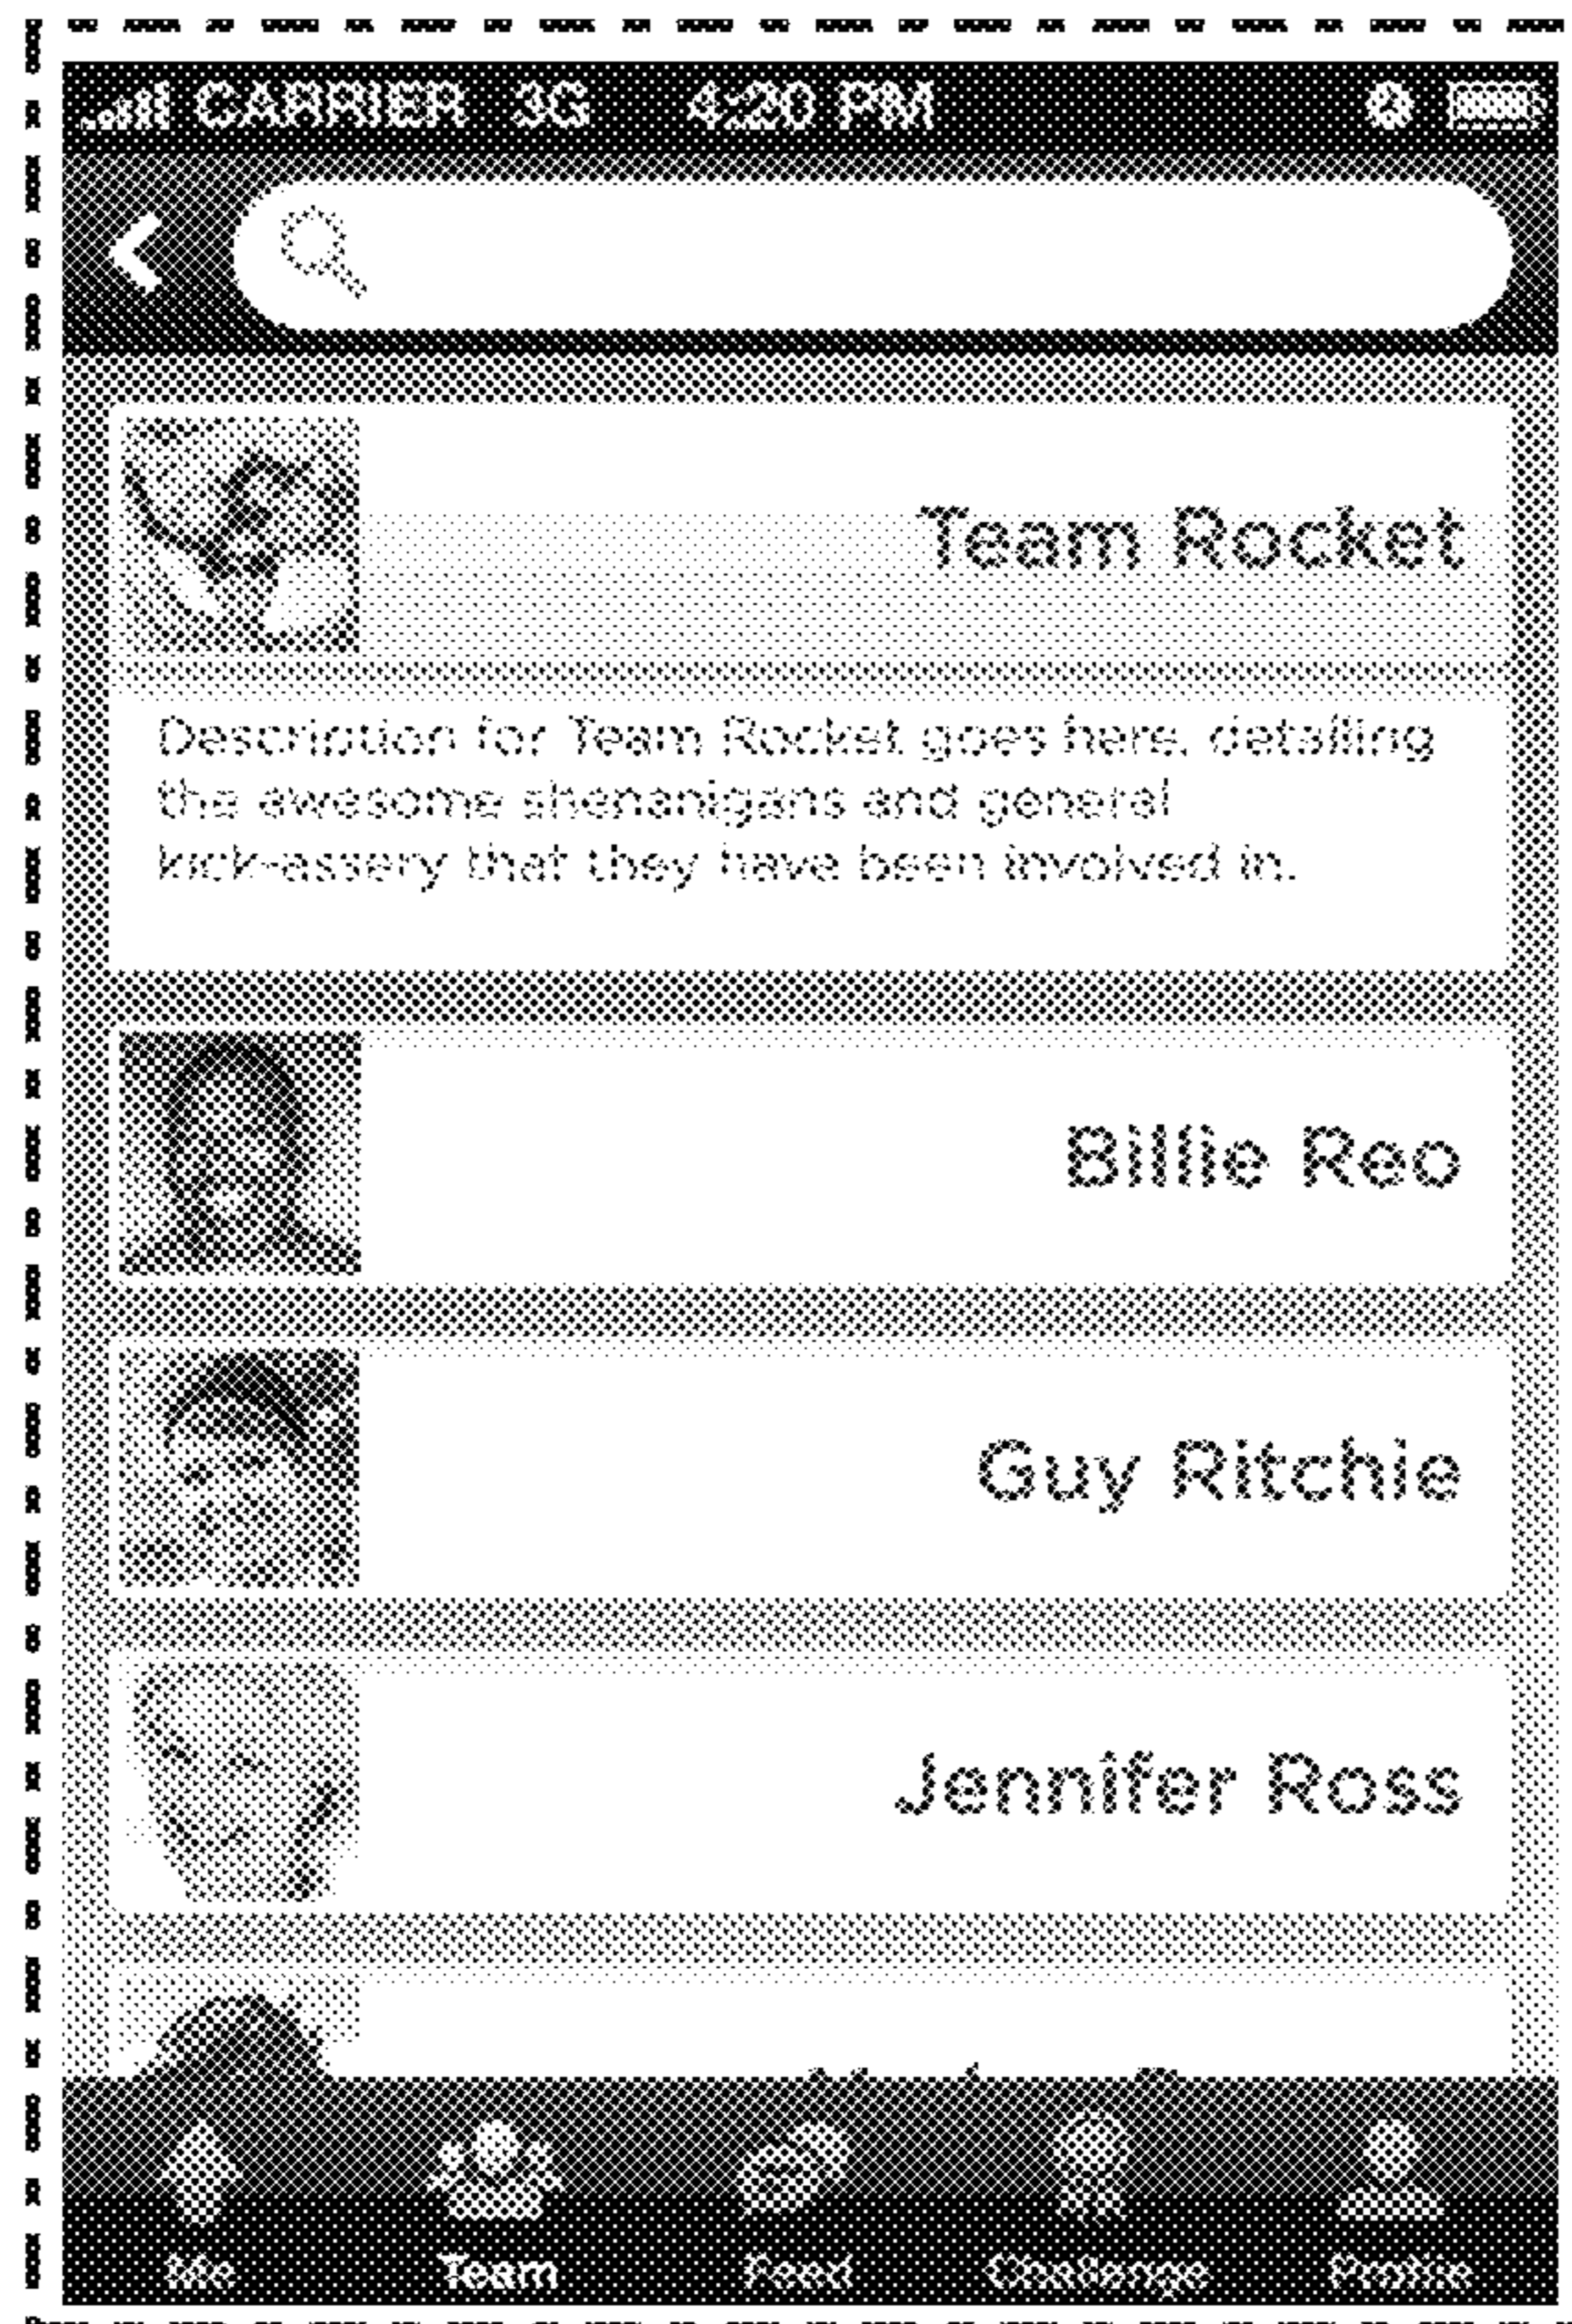 CARRIER 3G 4:20 PM
Team Rocket
Description for Team Rocket goes here, detailing
the awesome shenanigans and general
kick-assery that they have been involved in.
Billie Reo
Guy Ritchie
Jennifer Ross
Me Team Feed Challenge Profile